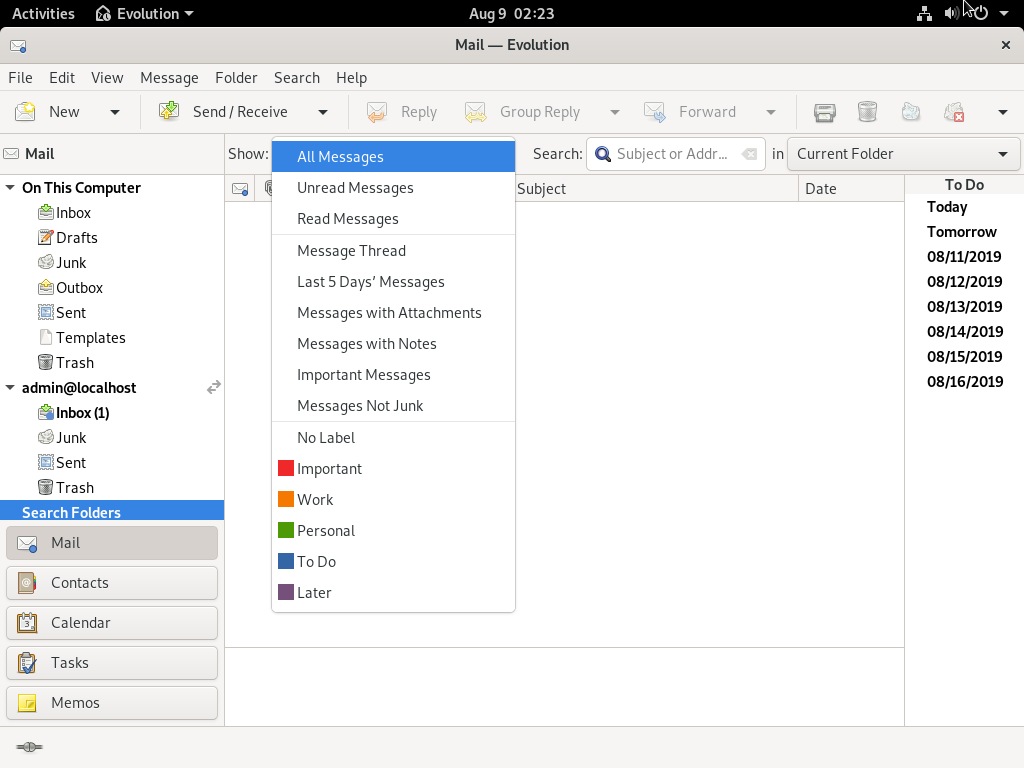 Activities Evolution Aug 9 02:23
Mail — Evolution
File Edit View Message Folder Search Help
New Send / Receive Reply Group Reply Forward
Mail
Show:
Search: Subject or Addr... in Current Folder
On This Computer
Inbox
Drafts
Junk
Outbox
Sent
Templates
Trash
admin@localhost
Inbox (1)
Junk
Sent
Trash
Search Folders
Mail
Contacts
Calendar
Tasks
Memos
All Messages
Unread Messages
Read Messages
Message Thread
Last 5 Days’ Messages
Messages with Attachments
Messages with Notes
Important Messages
Messages Not Junk
No Label
Important
Work
Personal
To Do
Later
Subject Date
To Do
Today
Tomorrow
08/11/2019
08/12/2019
08/13/2019
08/14/2019
08/15/2019
08/16/2019